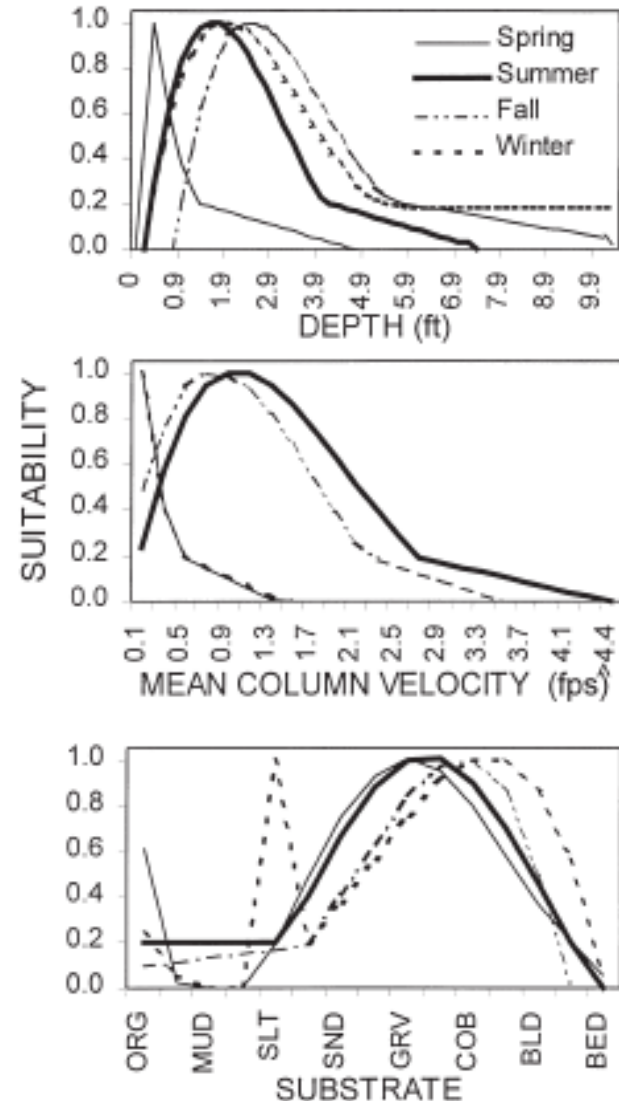 1.0
0.8
0.6
0.4
0.2
0.0
Spring
Summer
Fall
Winter
0
0.9
1.9
2.9
3.9
4.9
5.9
6.9
7.9
8.9
9.9
DEPTH (ft)
SUITABILITY
1.0
0.8
0.6
0.4
0.2
0.0
0.1
0.5
0.9
1.3
1.7
2.1
2.5
2.9
3.3
3.7
4.1
>4.4
MEAN COLUMN VELOCITY (fps)
1.0
0.8
0.6
0.4
0.2
0.0
ORG
MUD
SLT
SND
GRV
COB
BLD
BED
SUBSTRATE